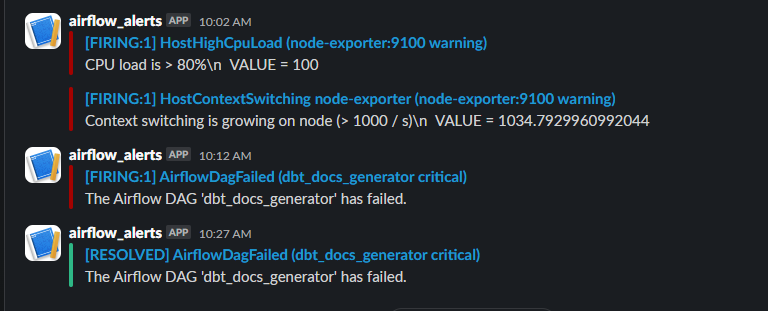 airflow_alerts APP 10:02 AM
[FIRING:1] HostHighCpuLoad (node-exporter:9100 warning)
CPU load is > 80%\n  VALUE = 100
[FIRING:1] HostContextSwitching node-exporter (node-exporter:9100 warning)
Context switching is growing on node (> 1000 / s)\n  VALUE = 1034.7929960992044
airflow_alerts APP 10:12 AM
[FIRING:1] AirflowDagFailed (dbt_docs_generator critical)
The Airflow DAG 'dbt_docs_generator' has failed.
airflow_alerts APP 10:27 AM
[RESOLVED] AirflowDagFailed (dbt_docs_generator critical)
The Airflow DAG 'dbt_docs_generator' has failed.